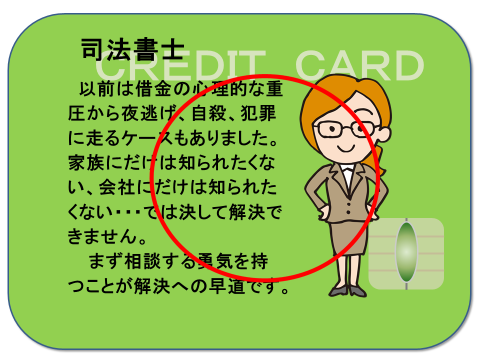 司法書士
CREDIT CARD
以前は借金の心理的な重
圧から夜逃げ、自殺、犯罪
に走るケースもありました。
家族にだけは知られたくな
い、会社にだけは知られた
くない・・・では決して解決で
きません。
まず相談する勇気を持
つことが解決への早道です。